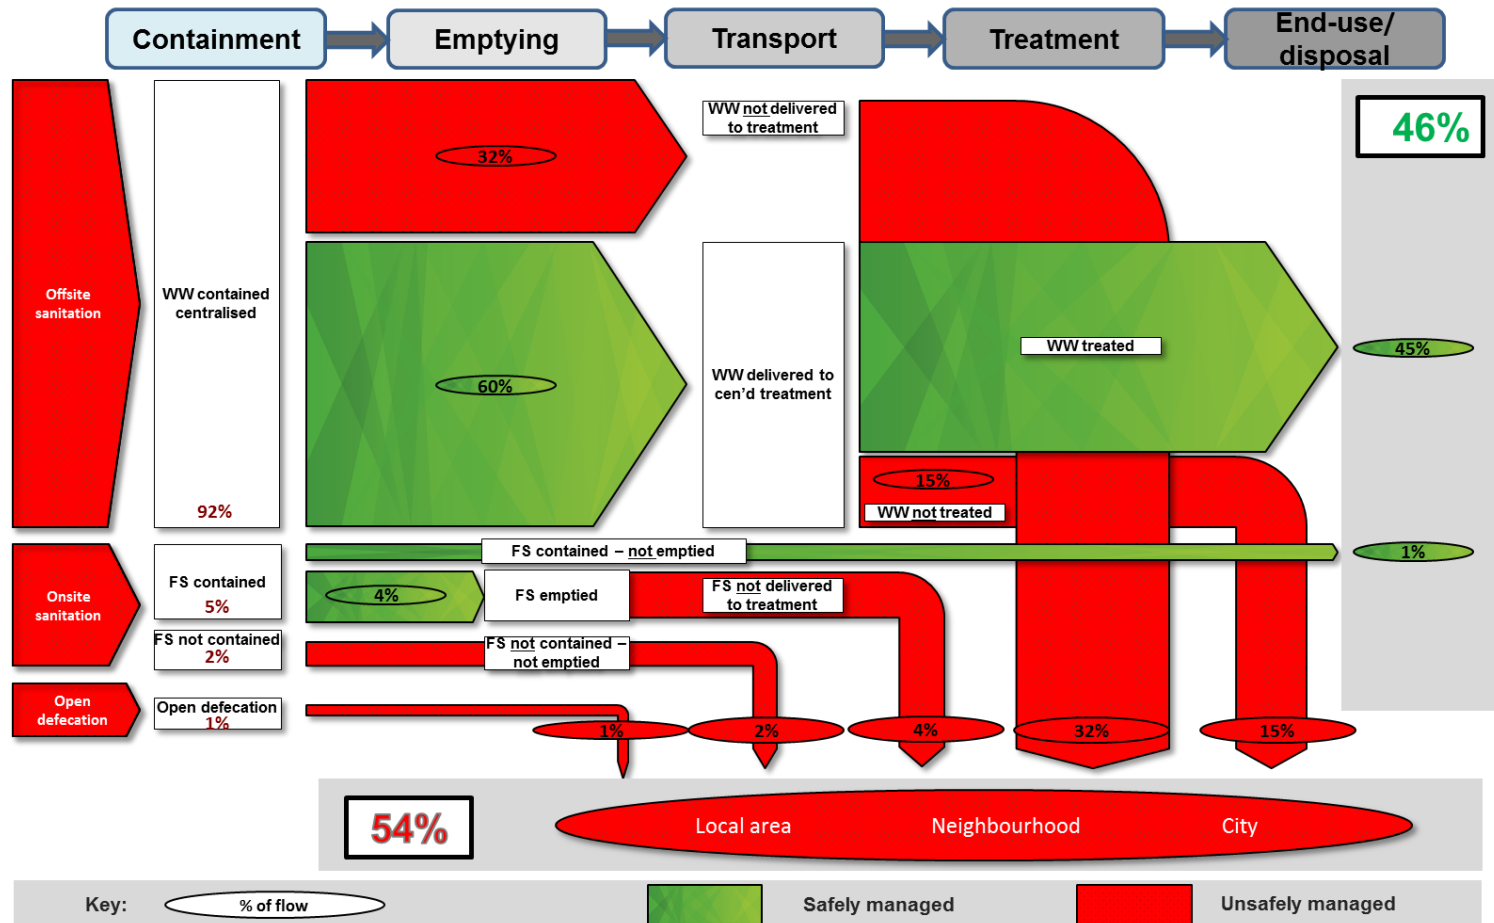 Containment
Emptying
Transport
Treatment
End-use/
disposal
46%
WW not delivered
to treatment
32%
Offsite
sanitation
WW contained
centralised
92%
60%
WW delivered to
cen'd treatment
WW treated
45%
15%
WW not treated
FS contained – not emptied
1%
Onsite
sanitation
FS contained
5%
4%
FS emptied
FS not delivered
to treatment
FS not contained
2%
FS not contained –
not emptied
Open
defecation
Open defecation
1%
1%
2%
4%
32%
15%
54%
Local area
Neighbourhood
City
Key:
% of flow
Safely managed
Unsafely managed